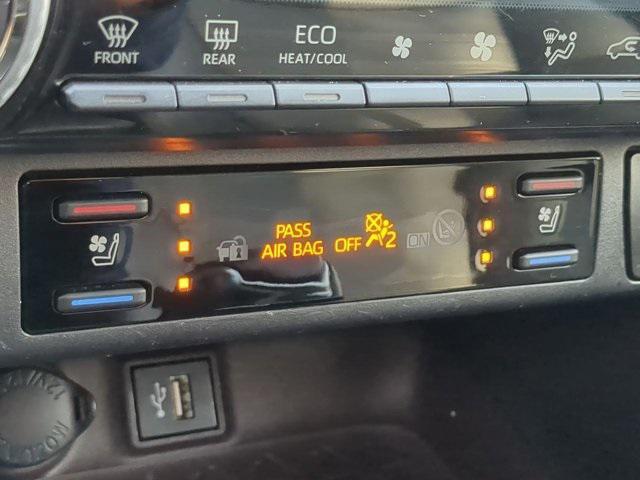 FRONT
REAR
ECO
HEAT/COOL
PASS
AIR BAG OFF 2 ON